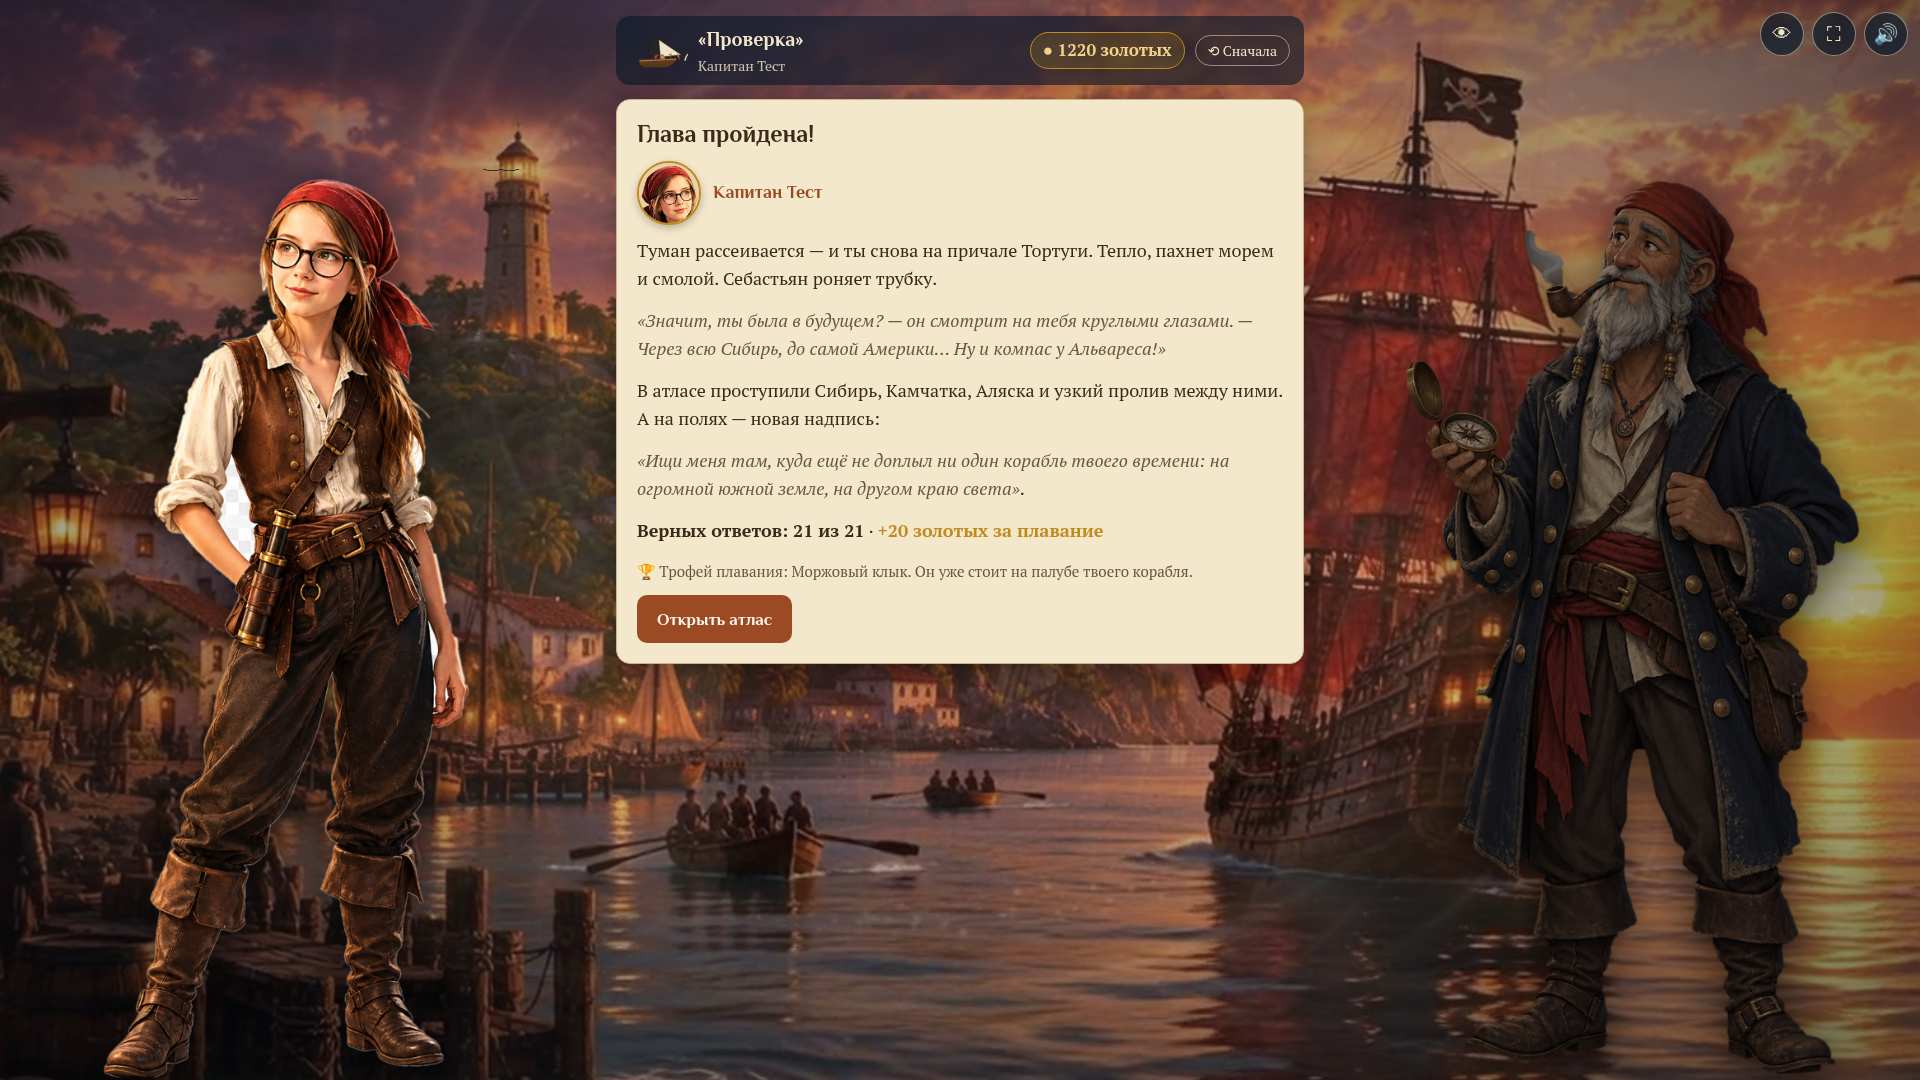 «Проверка»
Капитан Тест
● 1220 золотых
⟲ Сначала
Глава пройдена!
Капитан Тест
Туман рассеивается — и ты снова на причале Тортуги. Тепло, пахнет морем
и смолой. Себастьян роняет трубку.
«Значит, ты была в будущем? — он смотрит на тебя круглыми глазами. —
Через всю Сибирь, до самой Америки… Ну и компас у Альвареса!»
В атласе проступили Сибирь, Камчатка, Аляска и узкий пролив между ними.
А на полях — новая надпись:
«Ищи меня там, куда ещё не доплыл ни один корабль твоего времени: на
огромной южной земле, на другом краю света».
Верных ответов: 21 из 21 · +20 золотых за плавание
🏆 Трофей плавания: Моржовый клык. Он уже стоит на палубе твоего корабля.
Открыть атлас